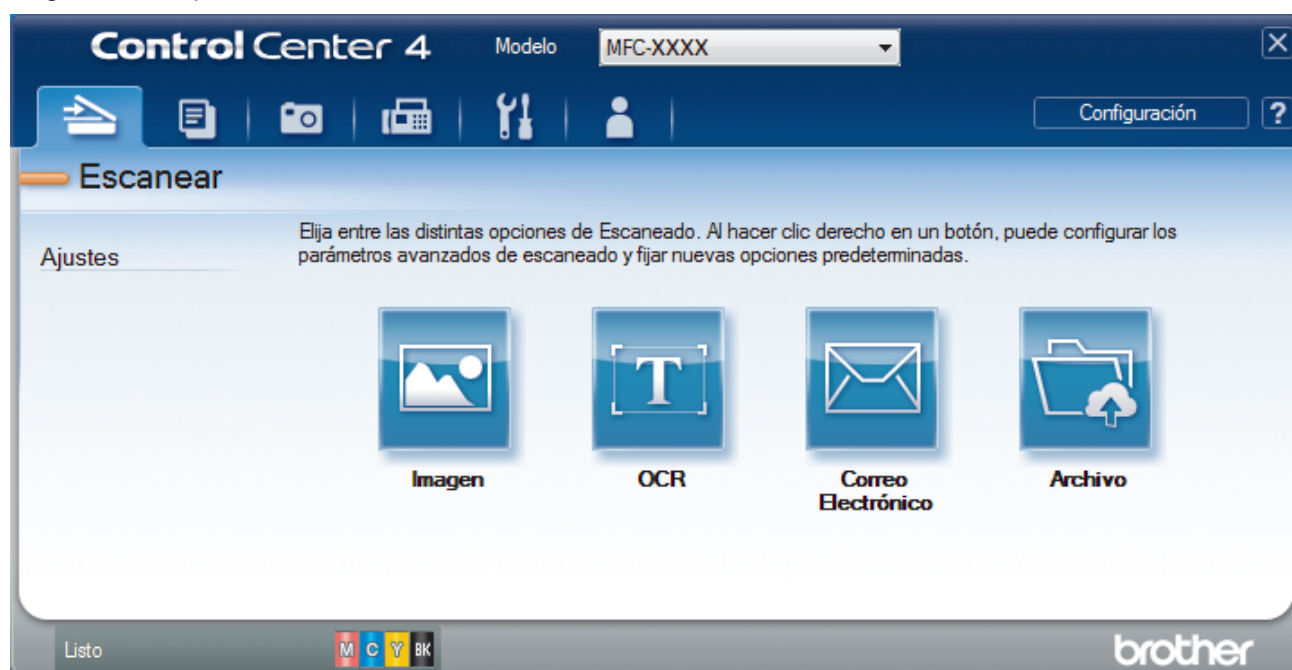 Control Center 4
Modelo
MFC-XXXX
Configuración
?
Escanear
Ajustes
Elija entre las distintas opciones de Escaneado. Al hacer clic derecho en un botón, puede configurar los
parámetros avanzados de escaneado y fijar nuevas opciones predeterminadas.
T
Imagen
OCR
Correo
Electrónico
Archivo
Listo
M C Y BK
brother